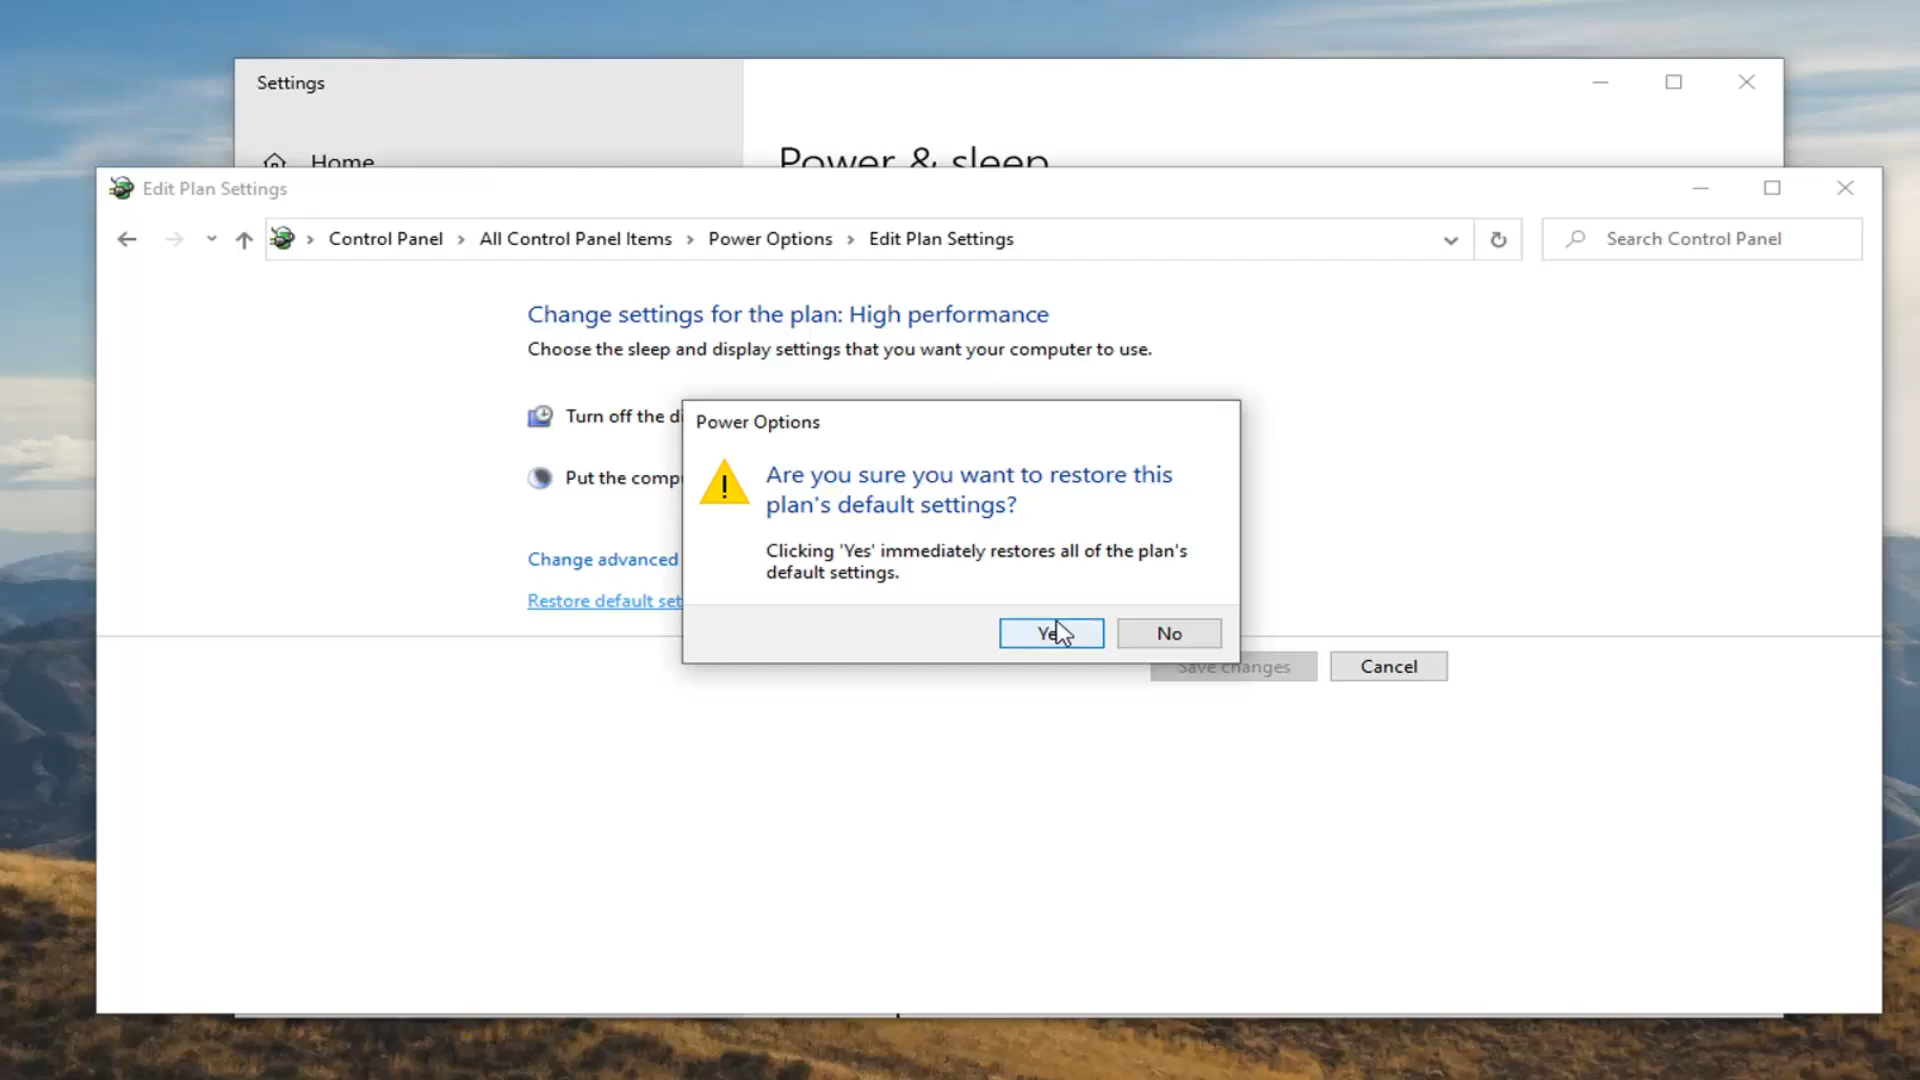 Settings
Home
Power & sleep
Edit Plan Settings
Control Panel > All Control Panel Items > Power Options > Edit Plan Settings
Search Control Panel
Change settings for the plan: High performance
Choose the sleep and display settings that you want your computer to use.
Turn off the
Put the
Change advanced
Restore default
Power Options
Are you sure you want to restore this
plan's default settings?
Clicking 'Yes' immediately restores all of the plan's
default settings.
No
Save changes
Cancel